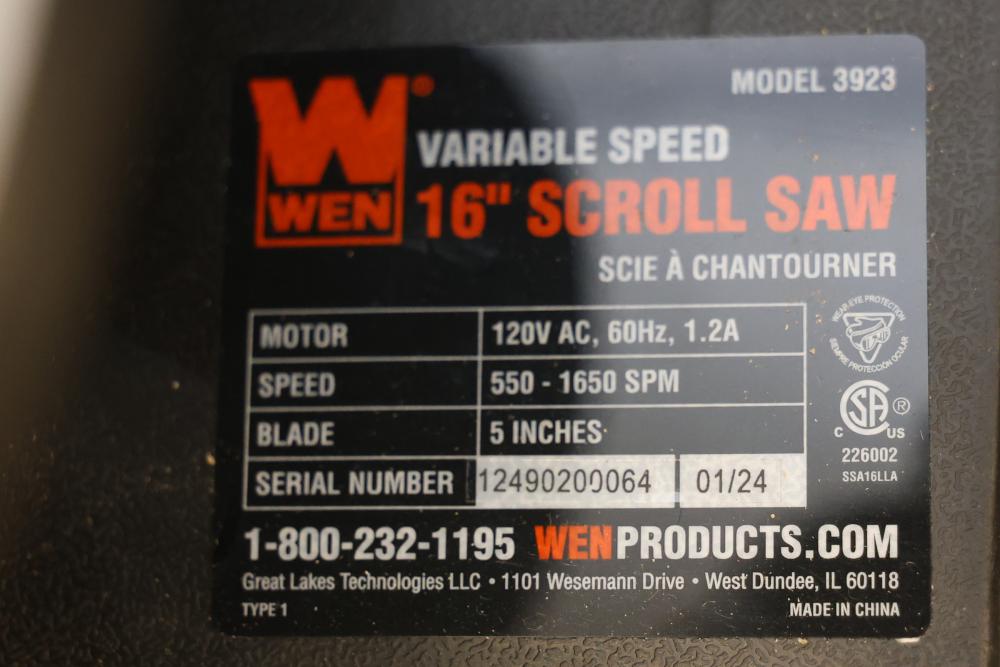 MODEL 3923
W®
WEN
VARIABLE SPEED
16" SCROLL SAW
SCIE À CHANTOURNER
MOTOR 120V AC, 60Hz, 1.2A
SPEED 550 - 1650 SPM
BLADE 5 INCHES
SERIAL NUMBER 12490200064 01/24
WEAR EYE PROTECTION
SIEMPRE PROTECCIÓN OCULAR
CSA ®
C US
226002
SSA16LLA
1-800-232-1195 WENPRODUCTS.COM
Great Lakes Technologies LLC • 1101 Wesemann Drive • West Dundee, IL 60118
TYPE 1 MADE IN CHINA